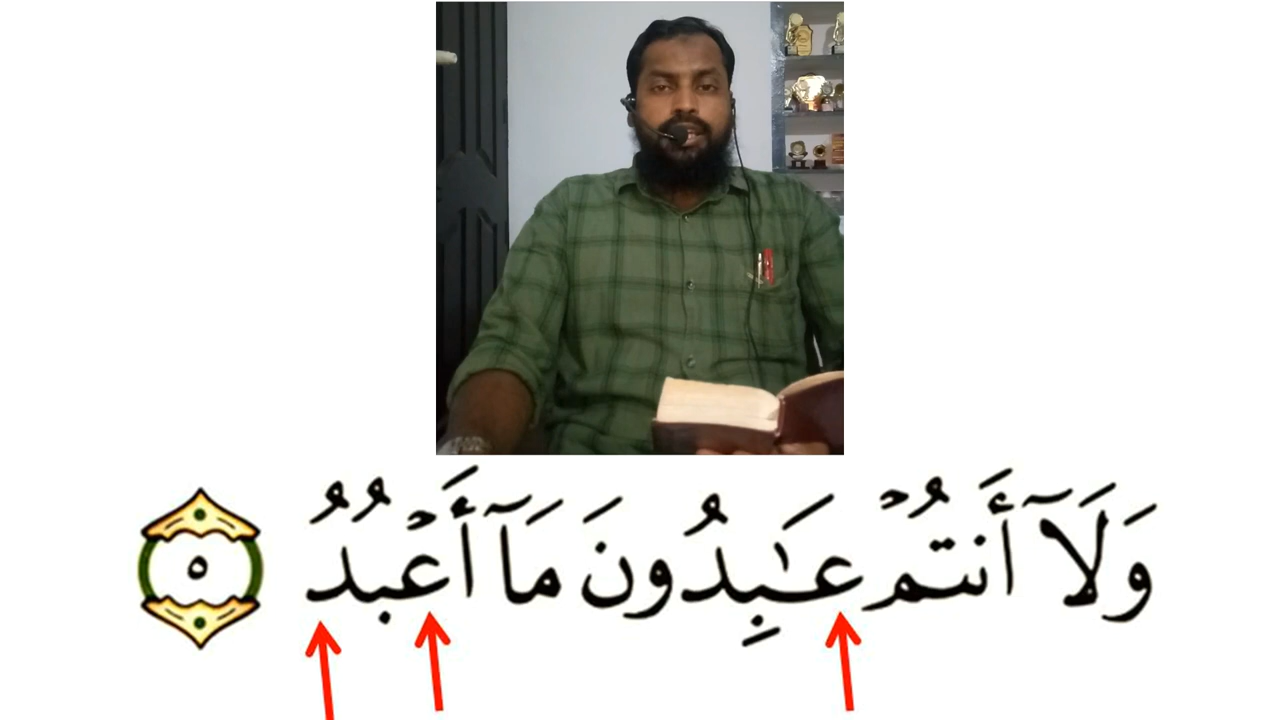 وَلَآ أَنتُمْ عَـٰبِدُونَ مَآ أَعْبُدُ ٥